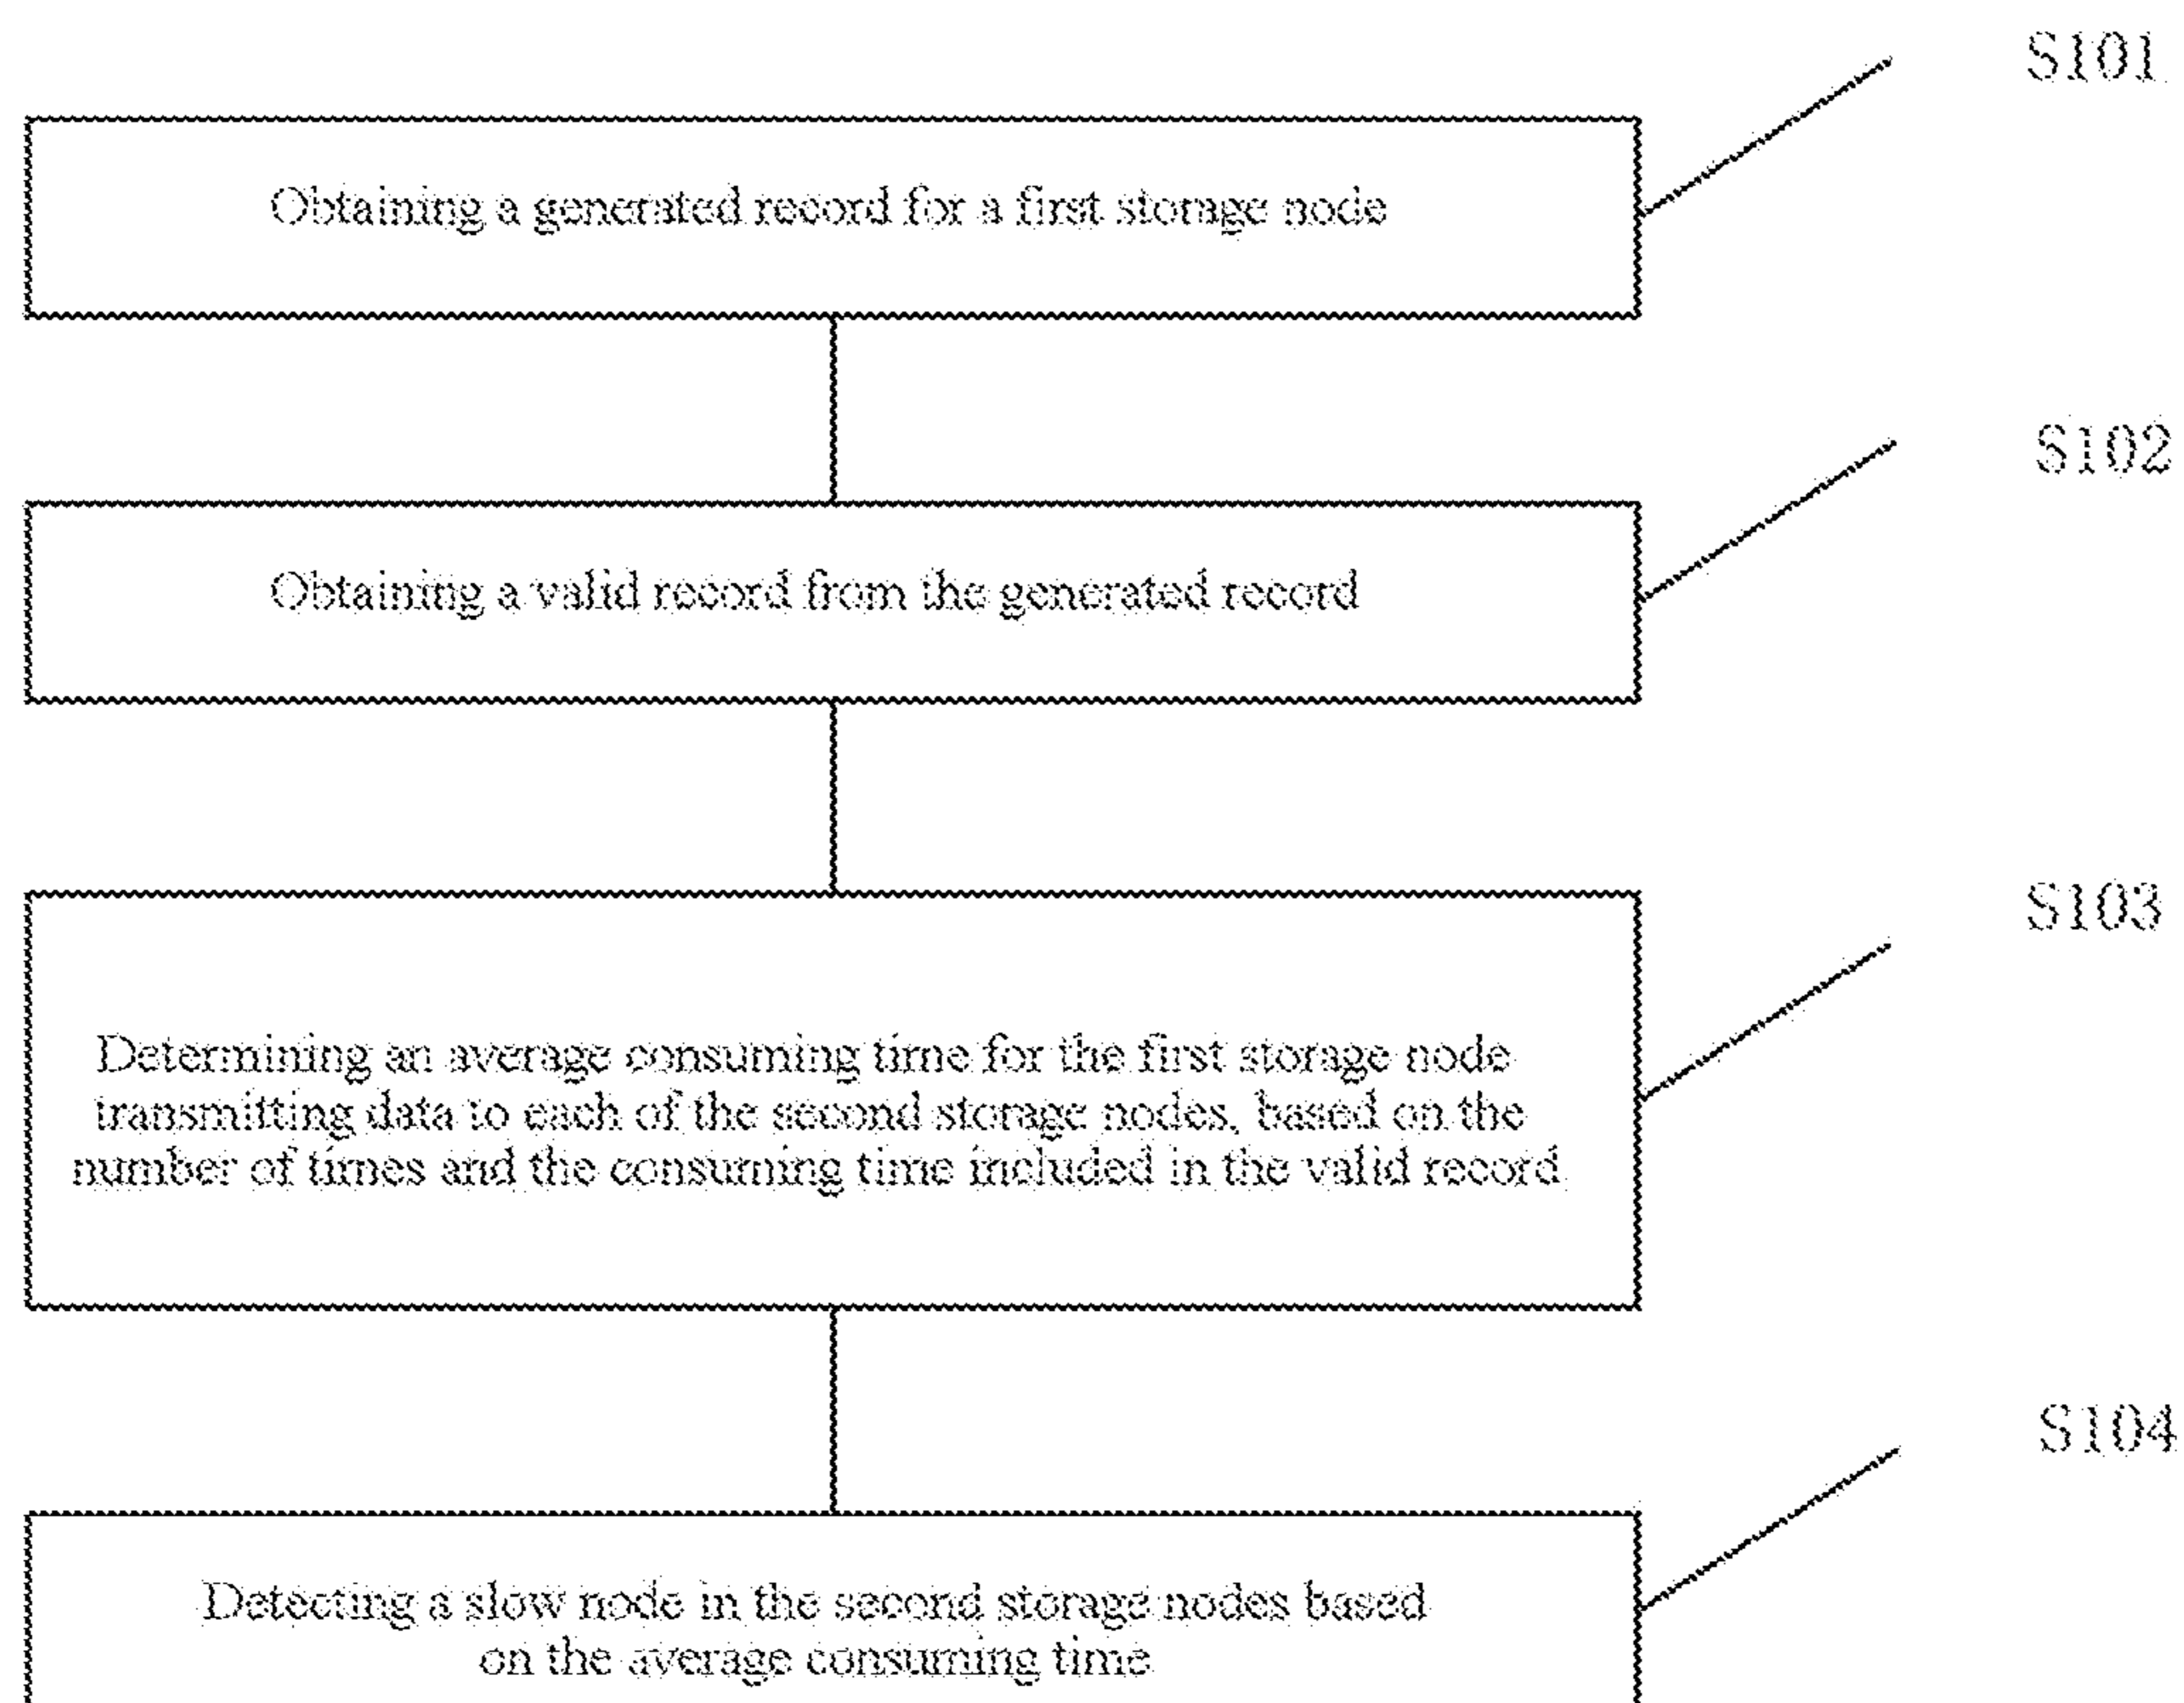 S101
Obtaining a generated record for a first storage node
S102
Obtaining a valid record from the generated record
S103
Determining an average consuming time for the first storage node
transmitting data to each of the second storage nodes, based on the
number of times and the consuming time included in the valid record
S104
Detecting a slow node in the second storage nodes based
on the average consuming time